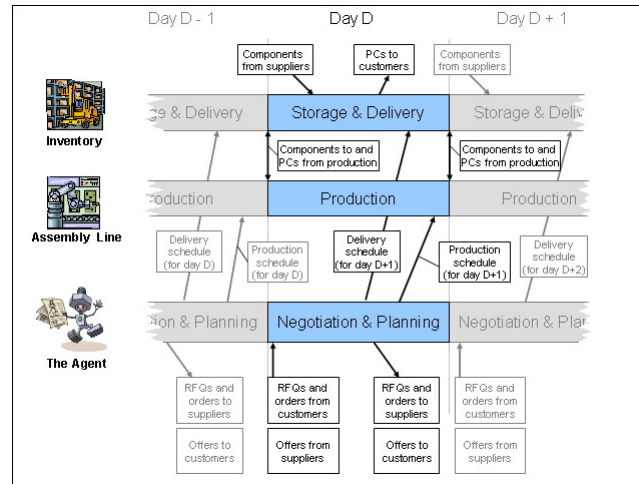 Day D - 1
Day D
Day D + 1
Components
from suppliers
PCs to
customers
Components
from suppliers
Inventory
ge & Delivery
Storage & Delivery
Storage & Deliv
Components to and
PCs from production
Components to and
PCs from production
Assembly Line
oduction
Production
Production
Delivery
schedule
(for day D)
Production
schedule
(for day D)
Delivery
schedule
(for day D+1)
Production
schedule
(for day D+1)
Delivery
schedule
(for day D+2)
The Agent
tion & Planning
Negotiation & Planning
Negotiation & Plan
RFQs and
orders to
suppliers
RFQs and
orders from
customers
RFQs and
orders to
suppliers
RFQs and
orders from
customers
Offers to
customers
Offers from
suppliers
Offers to
customers
Offers from
suppliers